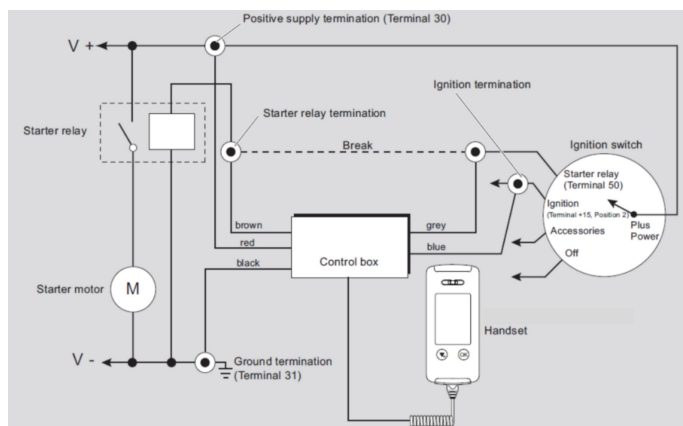 Positive supply termination (Terminal 30)
V +
Ignition termination
Starter relay termination
Starter relay
Break
Ignition switch
Starter relay
(Terminal 50)
Ignition
(Terminal +15, Position 2)
Plus
Power
Accessories
Off
brown
grey
red
blue
black
Control box
Starter motor
M
Handset
OK
V -
Ground termination
(Terminal 31)